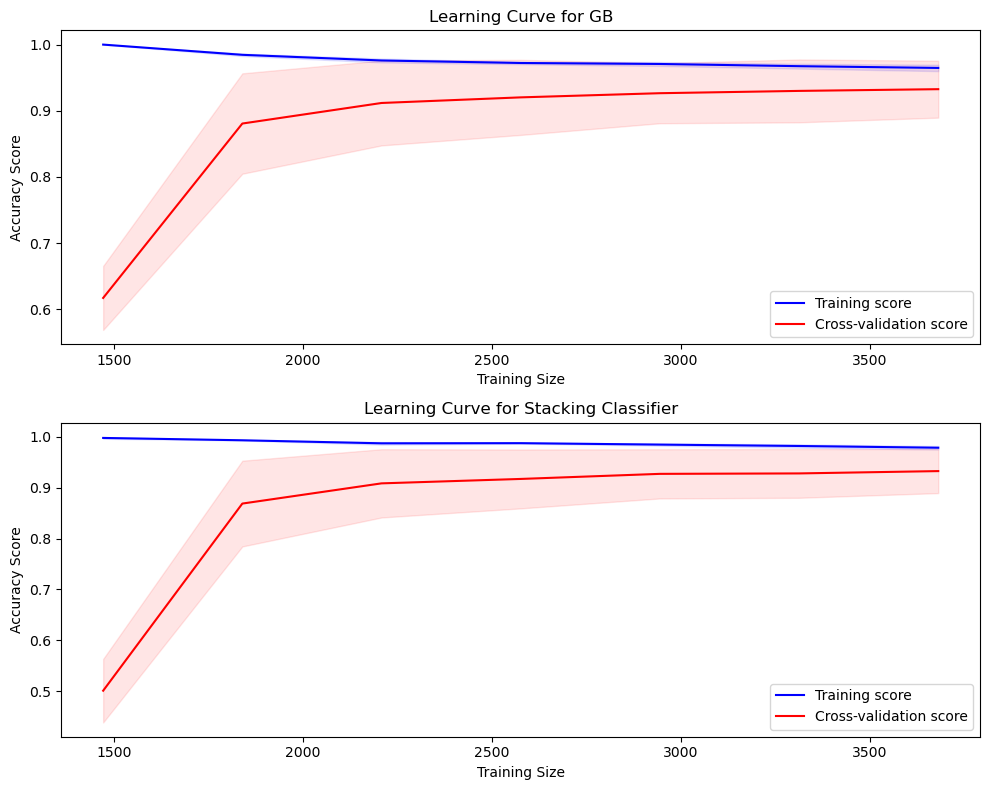 Learning Curve for GB
1.0
0.9
0.8
0.7
0.6
Accuracy Score
Training score
Cross-validation score
1500 2000 2500 3000 3500
Training Size
Learning Curve for Stacking Classifier
1.0
0.9
0.8
0.7
0.6
0.5
Accuracy Score
Training score
Cross-validation score
1500 2000 2500 3000 3500
Training Size